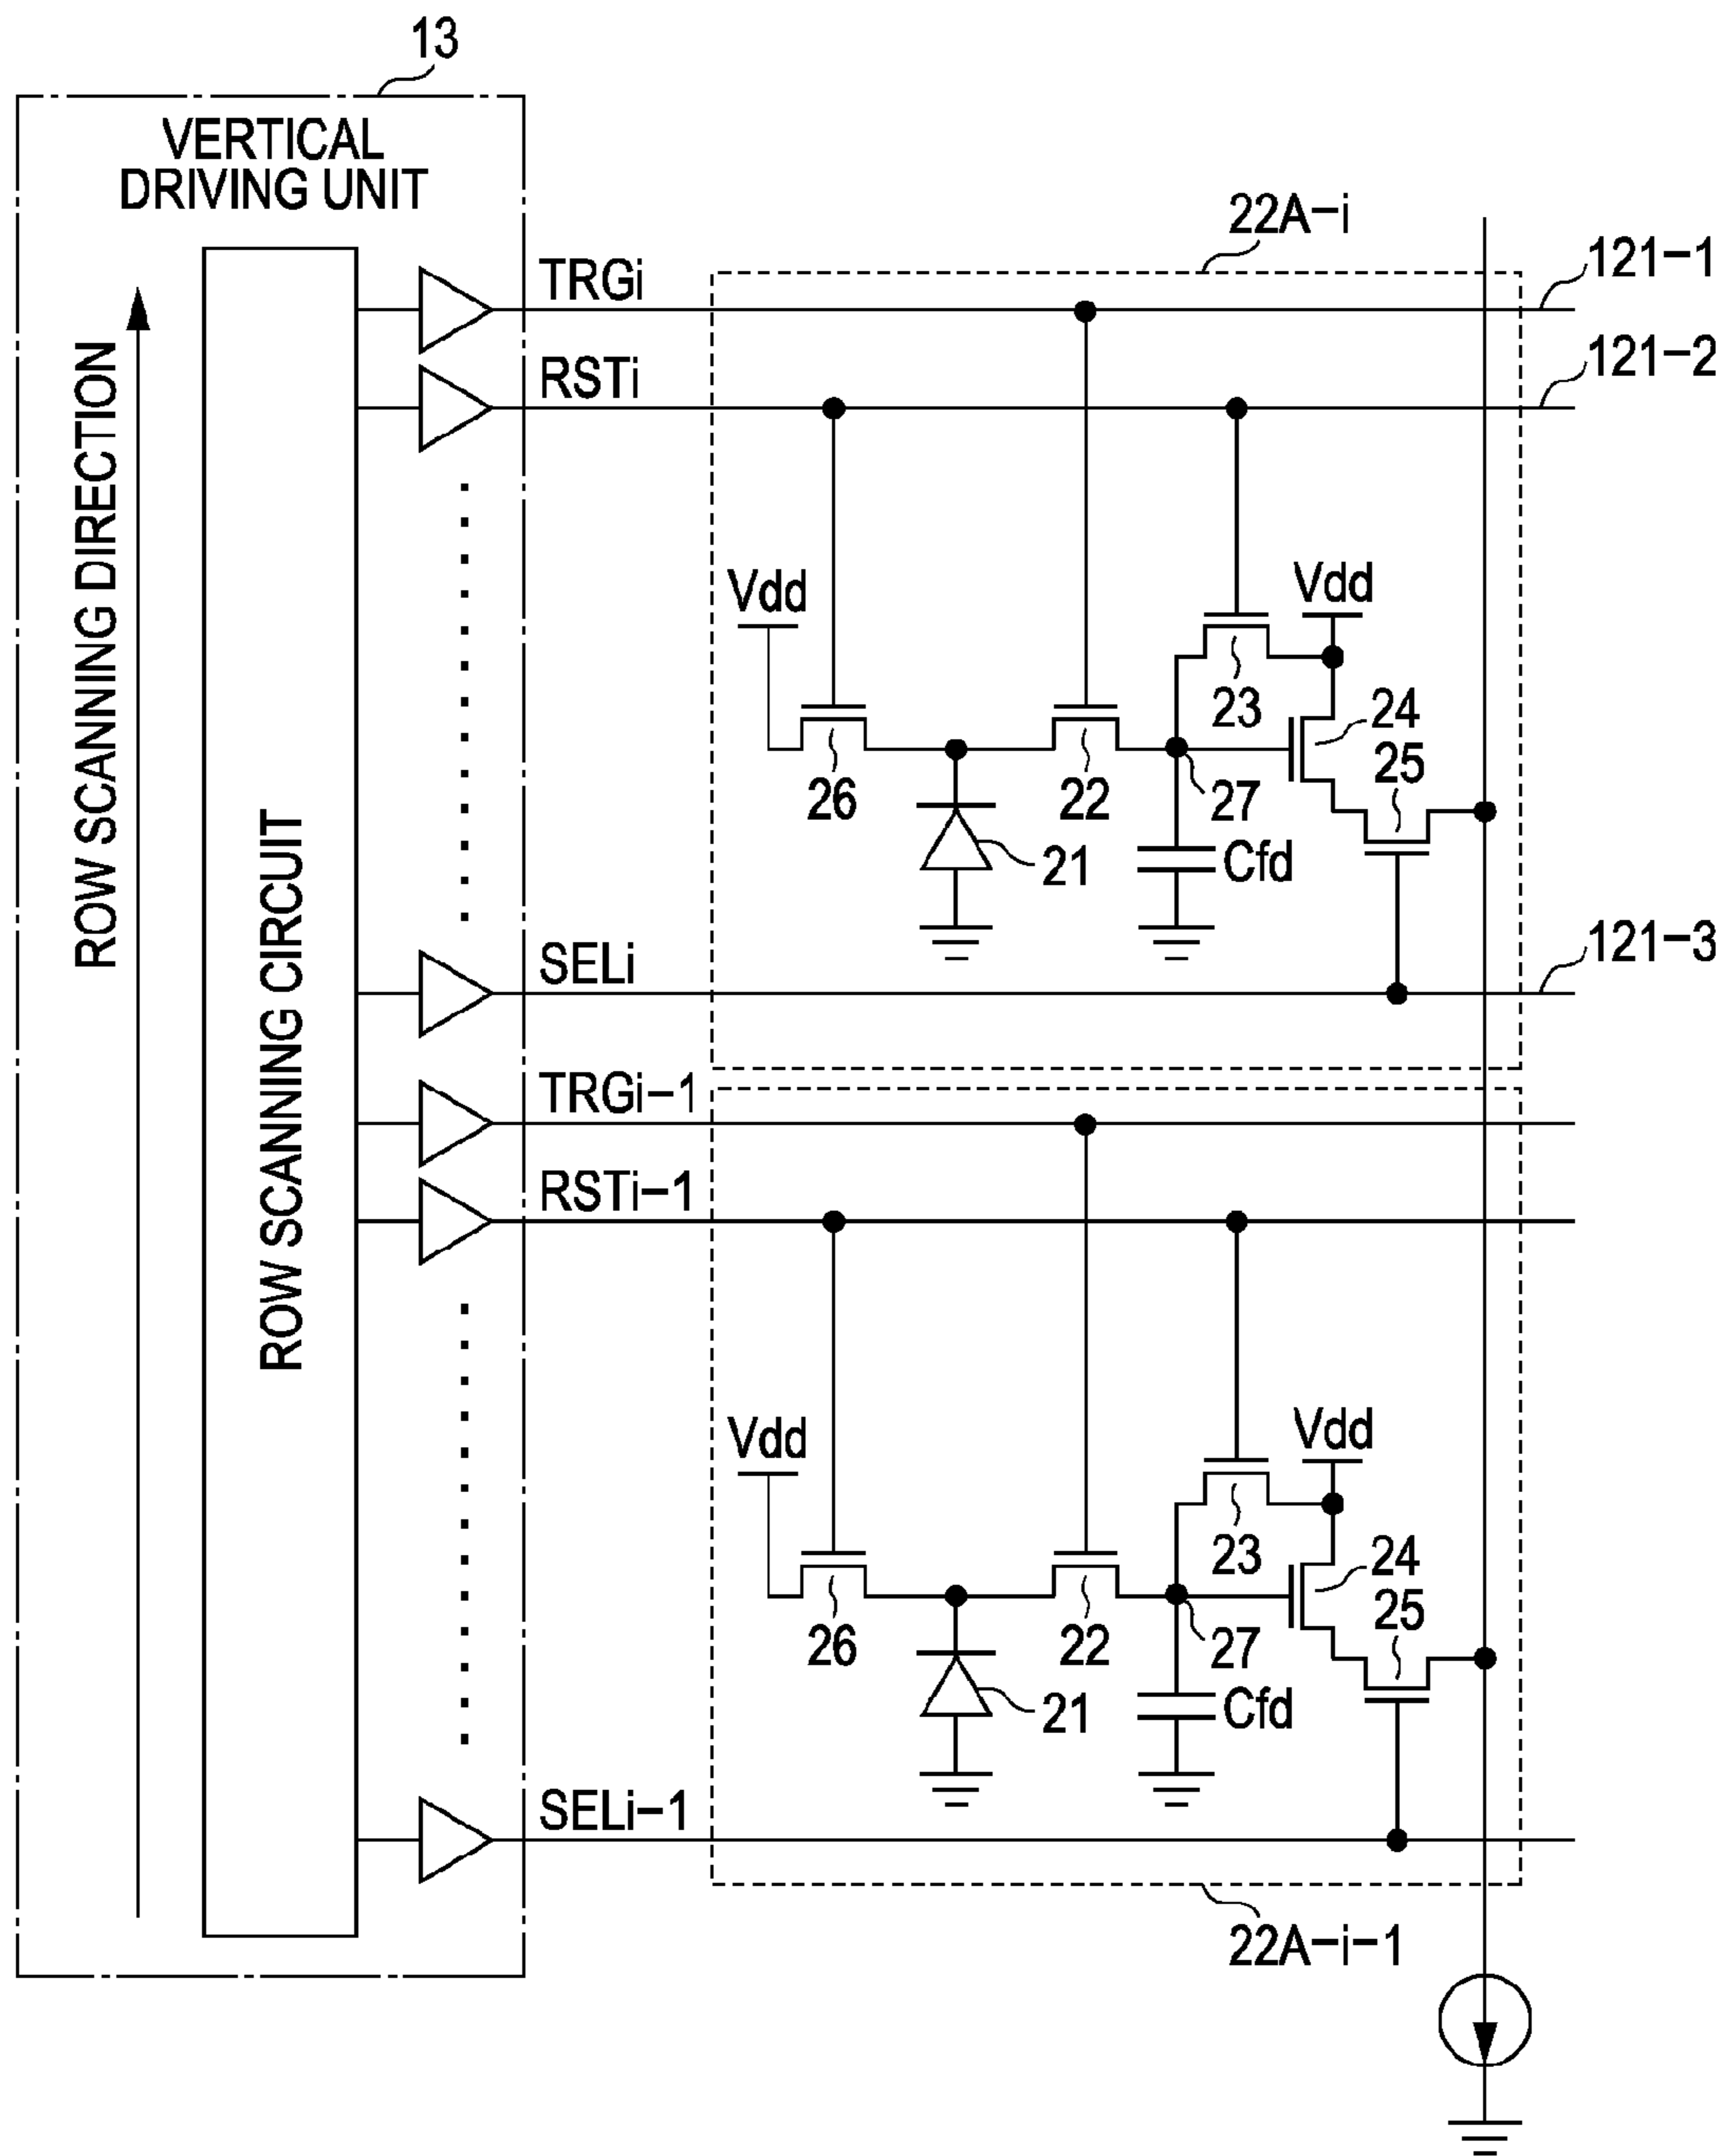 13
VERTICAL
DRIVING UNIT
ROW SCANNING DIRECTION
ROW SCANNING CIRCUIT
22A-i
TRGi
121-1
RSTi
121-2
Vdd
Vdd
23
24
25
26
22
27
21
Cfd
SELi
121-3
TRGi-1
RSTi-1
Vdd
Vdd
23
24
25
26
22
27
21
Cfd
SELi-1
22A-i-1